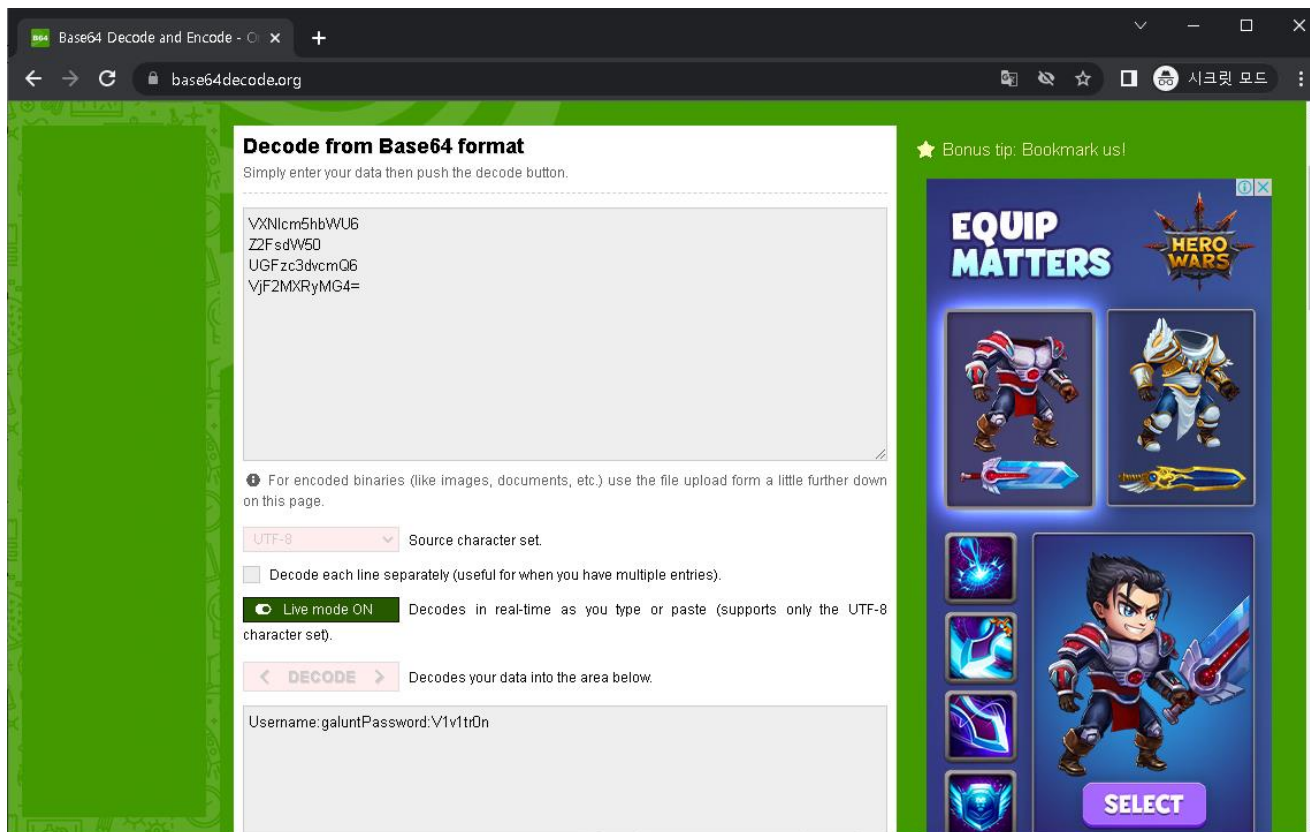 B64 Base64 Decode and Encode - O
base64decode.org
시크릿 모드
Decode from Base64 format
Simply enter your data then push the decode button.
VXNlcm5hbWU6
Z2FsdW50
UGFzc3dvcmQ6
VjF2MXRyMG4=
For encoded binaries (like images, documents, etc.) use the file upload form a little further down
on this page.
UTF-8 Source character set.
Decode each line separately (useful for when you have multiple entries).
Live mode ON Decodes in real-time as you type or paste (supports only the UTF-8
character set).
< DECODE > Decodes your data into the area below.
Username:galuntPassword:V1v1tr0n
Bonus tip: Bookmark us!
EQUIP
MATTERS
HERO
WARS
SELECT